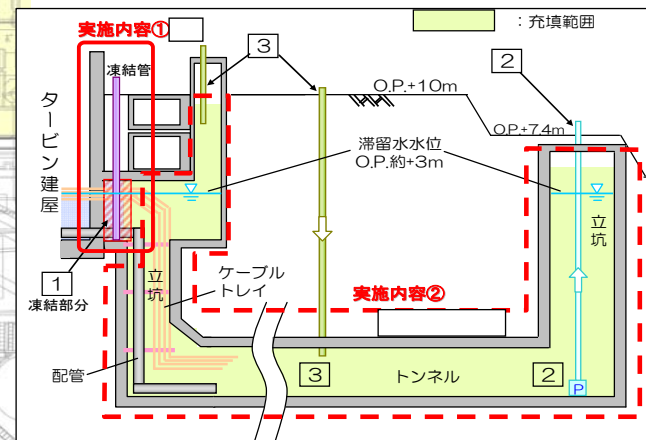 実施内容①
：充填範囲
凍結管
3
2
O.P.+10m
O.P.+7.4m
タービン建屋
滞留水水位
O.P.約+3m
立坑
立坑
1
凍結部分
ケーブル
トレイ
実施内容②
配管
3
トンネル
2
P